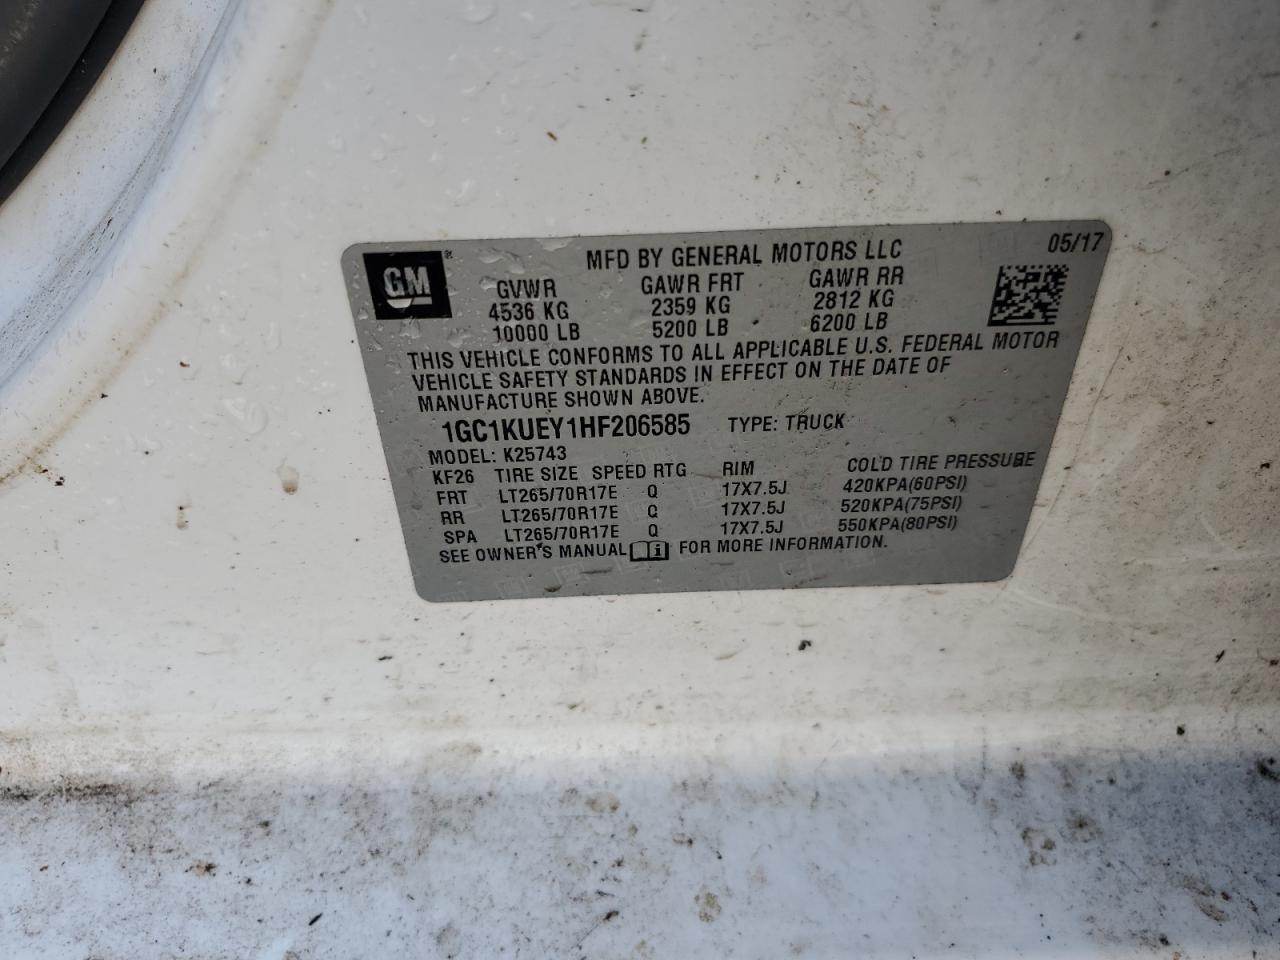 GM ®
MFD BY GENERAL MOTORS LLC 05/17
GVWR GAWR FRT GAWR RR
4536 KG 2359 KG 2812 KG
10000 LB 5200 LB 6200 LB
THIS VEHICLE CONFORMS TO ALL APPLICABLE U.S. FEDERAL MOTOR
VEHICLE SAFETY STANDARDS IN EFFECT ON THE DATE OF
MANUFACTURE SHOWN ABOVE.
1GC1KUEY1HF206585 TYPE: TRUCK
MODEL: K25743
KF26 TIRE SIZE SPEED RTG RIM COLD TIRE PRESSURE
FRT LT265/70R17E Q 17X7.5J 420KPA(60PSI)
RR LT265/70R17E Q 17X7.5J 520KPA(75PSI)
SPA LT265/70R17E Q 17X7.5J 550KPA(80PSI)
SEE OWNER'S MANUAL i FOR MORE INFORMATION.